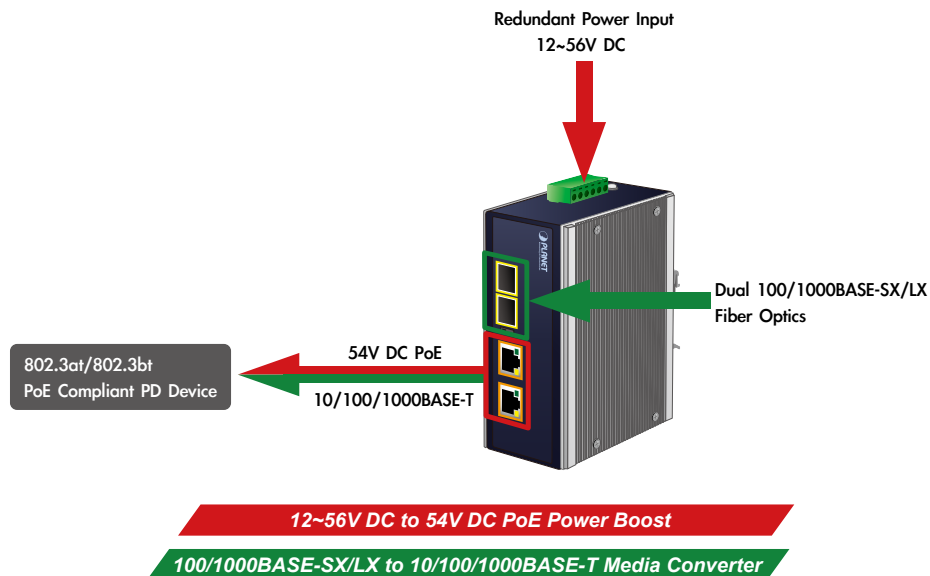 Redundant Power Input
12~56V DC
PLANET
Dual 100/1000BASE-SX/LX
Fiber Optics
54V DC PoE
802.3at/802.3bt
PoE Compliant PD Device
10/100/1000BASE-T
12~56V DC to 54V DC PoE Power Boost
100/1000BASE-SX/LX to 10/100/1000BASE-T Media Converter